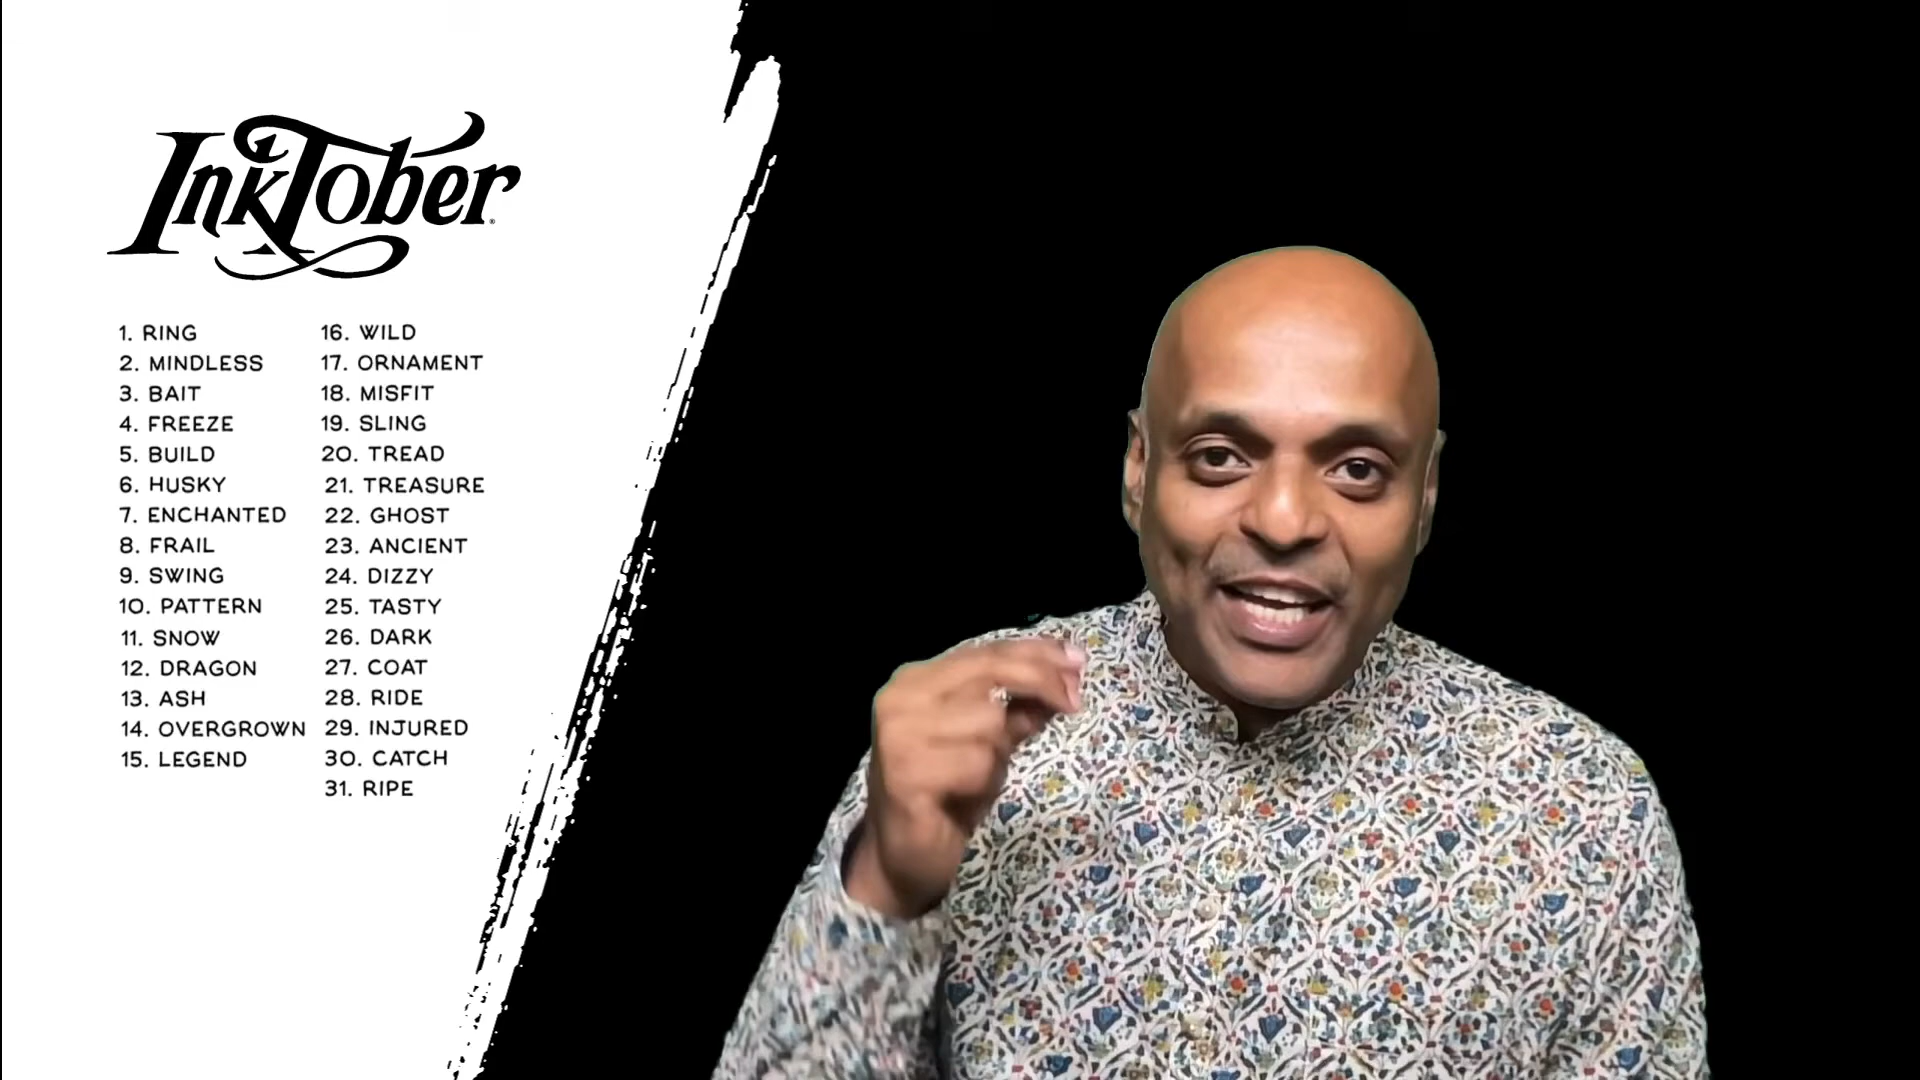 InkTober
1. RING
2. MINDLESS
3. BAIT
4. FREEZE
5. BUILD
6. HUSKY
7. ENCHANTED
8. FRAIL
9. SWING
10. PATTERN
11. SNOW
12. DRAGON
13. ASH
14. OVERGROWN
15. LEGEND
16. WILD
17. ORNAMENT
18. MISFIT
19. SLING
20. TREAD
21. TREASURE
22. GHOST
23. ANCIENT
24. DIZZY
25. TASTY
26. DARK
27. COAT
28. RIDE
29. INJURED
30. CATCH
31. RIPE